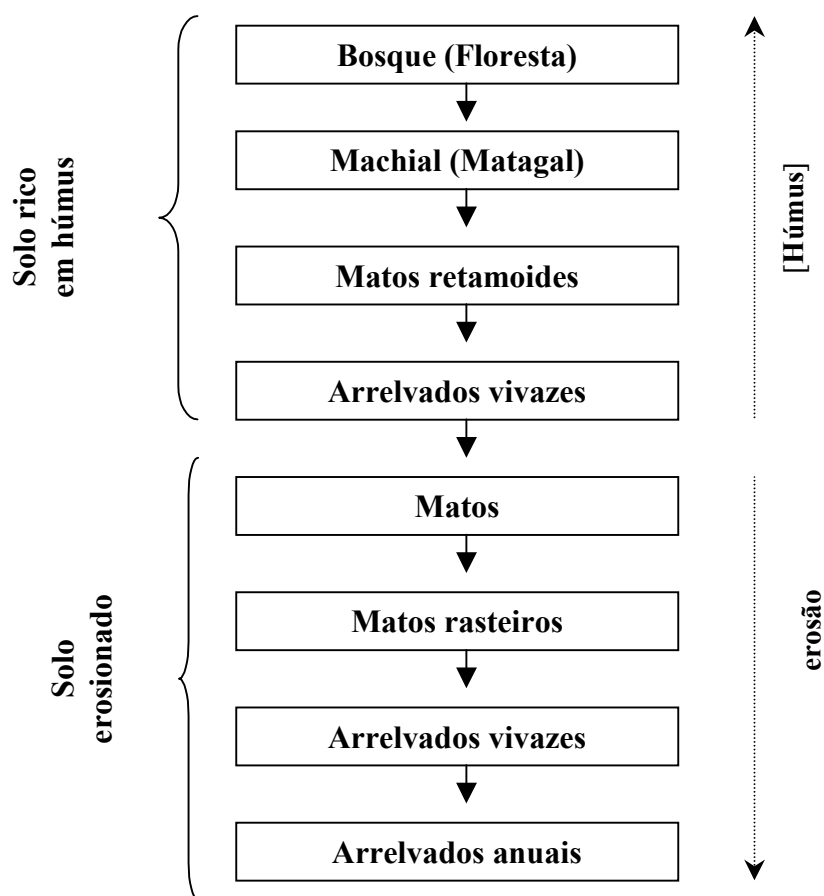 Bosque (Floresta)
Machial (Matagal)
Matos retamoides
Arrelvados vivazes
Matos
Matos rasteiros
Arrelvados vivazes
Arrelvados anuais
Solo rico
em húmus
Solo
erosionado
[Húmus]
erosão